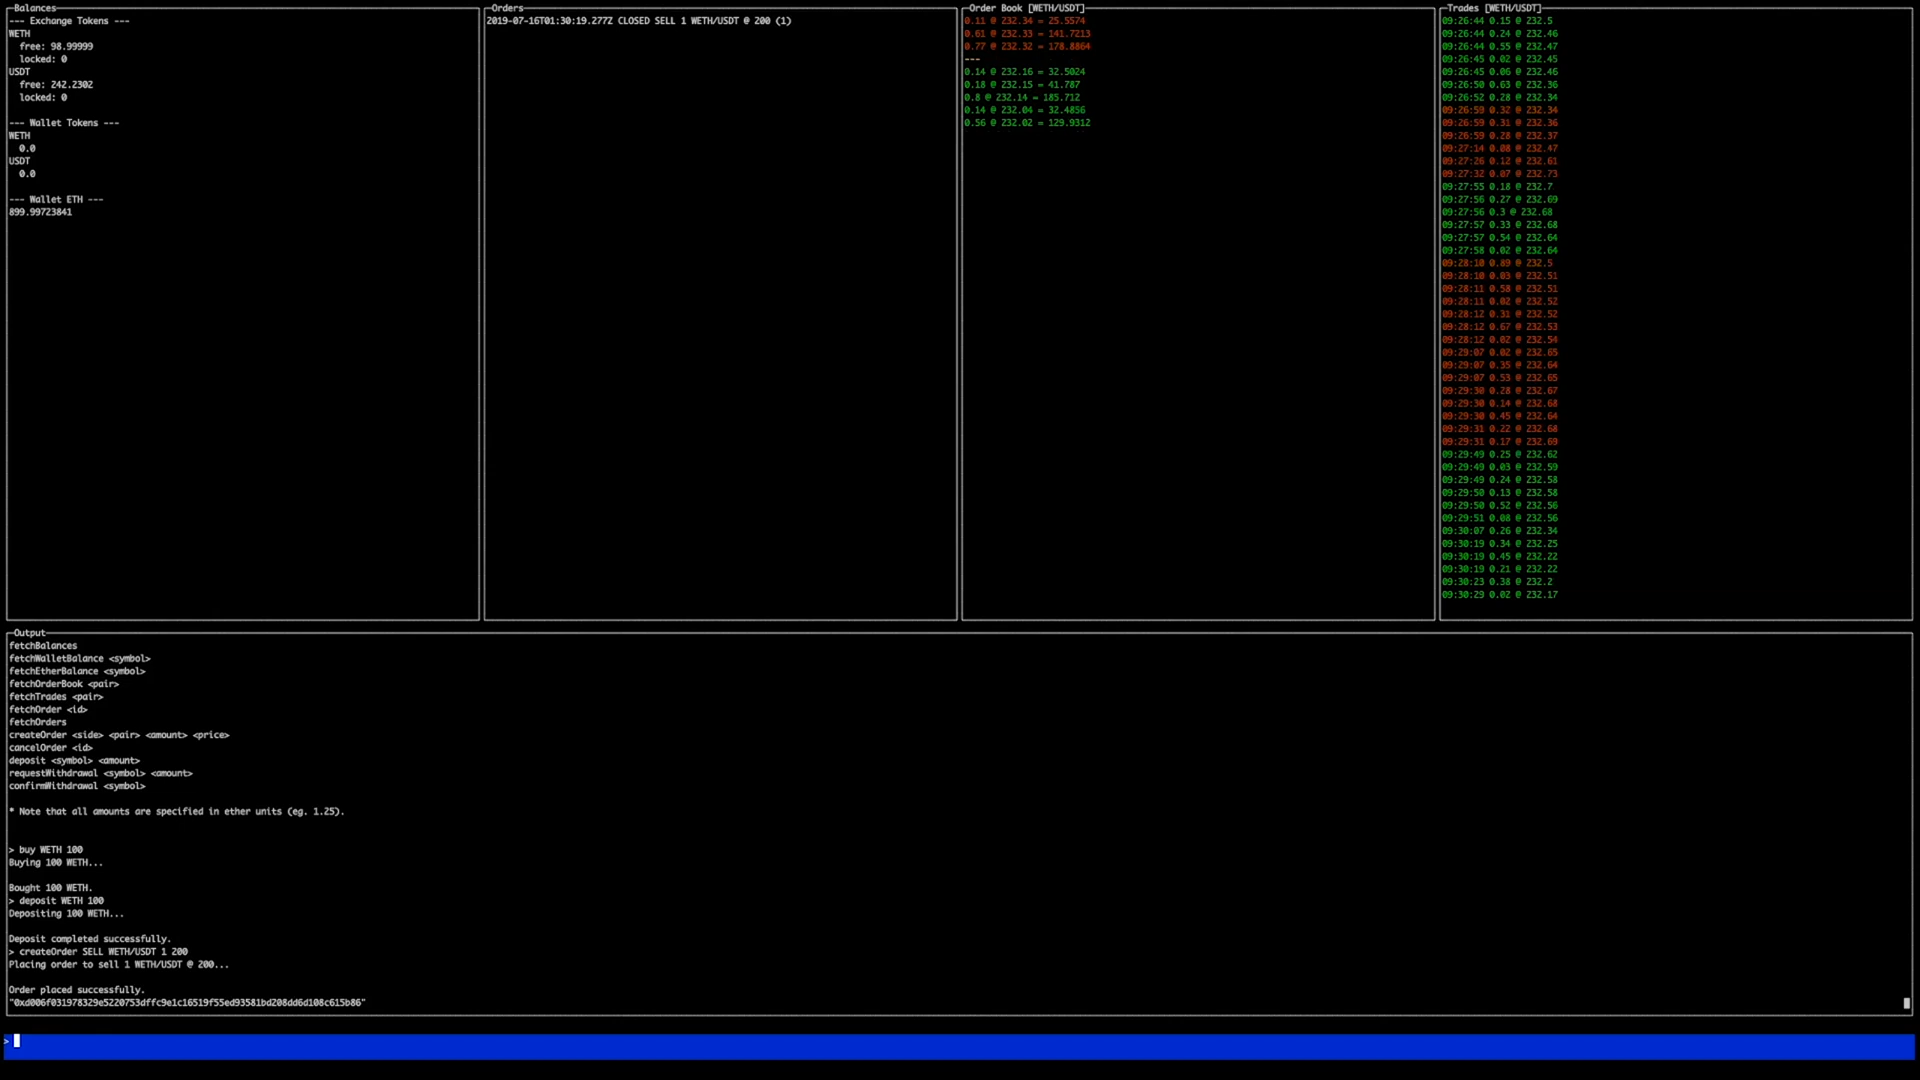 Balances
--- Exchange Tokens ---
WETH
free: 98.99999
locked: 0
USDT
free: 242.2302
locked: 0
--- Wallet Tokens ---
WETH
0.0
USDT
0.0
--- Wallet ETH ---
899.99723841
Orders
2019-07-16T01:30:19.277Z CLOSED SELL 1 WETH/USDT @ 200 (1)
Order Book [WETH/USDT]
0.11 @ 232.34 = 25.5574
0.61 @ 232.33 = 141.7213
0.77 @ 232.32 = 178.8864
---
0.14 @ 232.16 = 32.5024
0.18 @ 232.15 = 41.787
0.8 @ 232.14 = 185.712
0.14 @ 232.04 = 32.4856
0.56 @ 232.02 = 129.9312
Trades [WETH/USDT]
09:26:44 0.15 @ 232.5
09:26:44 0.24 @ 232.46
09:26:44 0.55 @ 232.47
09:26:45 0.02 @ 232.45
09:26:45 0.06 @ 232.46
09:26:50 0.63 @ 232.36
09:26:52 0.28 @ 232.34
09:26:59 0.32 @ 232.34
09:26:59 0.31 @ 232.36
09:26:59 0.28 @ 232.37
09:27:14 0.08 @ 232.47
09:27:26 0.12 @ 232.61
09:27:32 0.07 @ 232.73
09:27:55 0.18 @ 232.7
09:27:56 0.27 @ 232.69
09:27:56 0.3 @ 232.68
09:27:57 0.33 @ 232.68
09:27:57 0.54 @ 232.64
09:27:58 0.02 @ 232.64
09:28:10 0.89 @ 232.5
09:28:10 0.03 @ 232.51
09:28:11 0.58 @ 232.51
09:28:11 0.02 @ 232.52
09:28:12 0.31 @ 232.52
09:28:12 0.67 @ 232.53
09:28:12 0.02 @ 232.54
09:29:07 0.02 @ 232.65
09:29:07 0.35 @ 232.64
09:29:07 0.53 @ 232.65
09:29:30 0.28 @ 232.67
09:29:30 0.14 @ 232.68
09:29:30 0.45 @ 232.64
09:29:31 0.22 @ 232.68
09:29:31 0.17 @ 232.69
09:29:49 0.25 @ 232.62
09:29:49 0.03 @ 232.59
09:29:49 0.24 @ 232.58
09:29:50 0.13 @ 232.58
09:29:50 0.52 @ 232.56
09:29:51 0.08 @ 232.56
09:30:07 0.26 @ 232.34
09:30:19 0.34 @ 232.25
09:30:19 0.45 @ 232.22
09:30:19 0.21 @ 232.22
09:30:23 0.38 @ 232.2
09:30:29 0.02 @ 232.17
Output
fetchBalances
fetchWalletBalance <symbol>
fetchEtherBalance <symbol>
fetchOrderBook <pair>
fetchTrades <pair>
fetchOrder <id>
fetchOrders
createOrder <side> <pair> <amount> <price>
cancelOrder <id>
deposit <symbol> <amount>
requestWithdrawal <symbol> <amount>
confirmWithdrawal <symbol>
* Note that all amounts are specified in ether units (eg. 1.25).
> buy WETH 100
Buying 100 WETH...
Bought 100 WETH.
> deposit WETH 100
Depositing 100 WETH...
Deposit completed successfully.
> createOrder SELL WETH/USDT 1 200
Placing order to sell 1 WETH/USDT @ 200...
Order placed successfully.
"0xd006f031978329e5220753dffc9e1c16519f55ed93581bd208dd6d108c615b86"
>